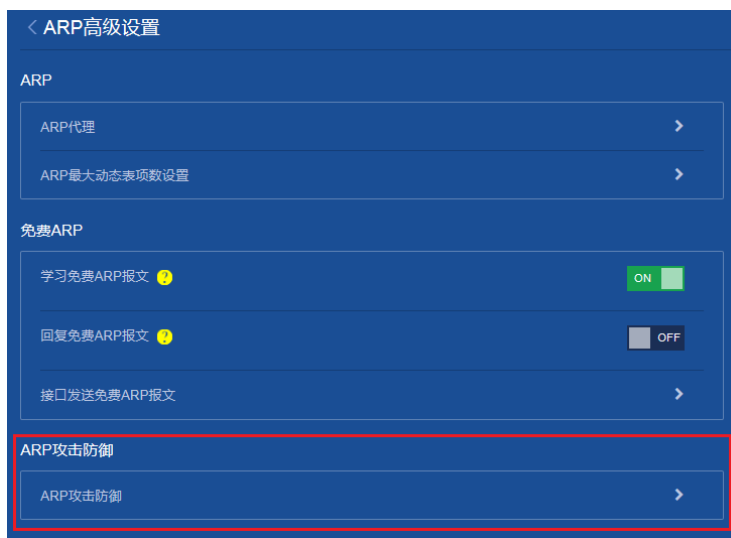 ARP高级设置
ARP
ARP代理
ARP最大动态表项数设置
免费ARP
学习免费ARP报文 ?
ON
回复免费ARP报文 ?
OFF
接口发送免费ARP报文
ARP攻击防御
ARP攻击防御